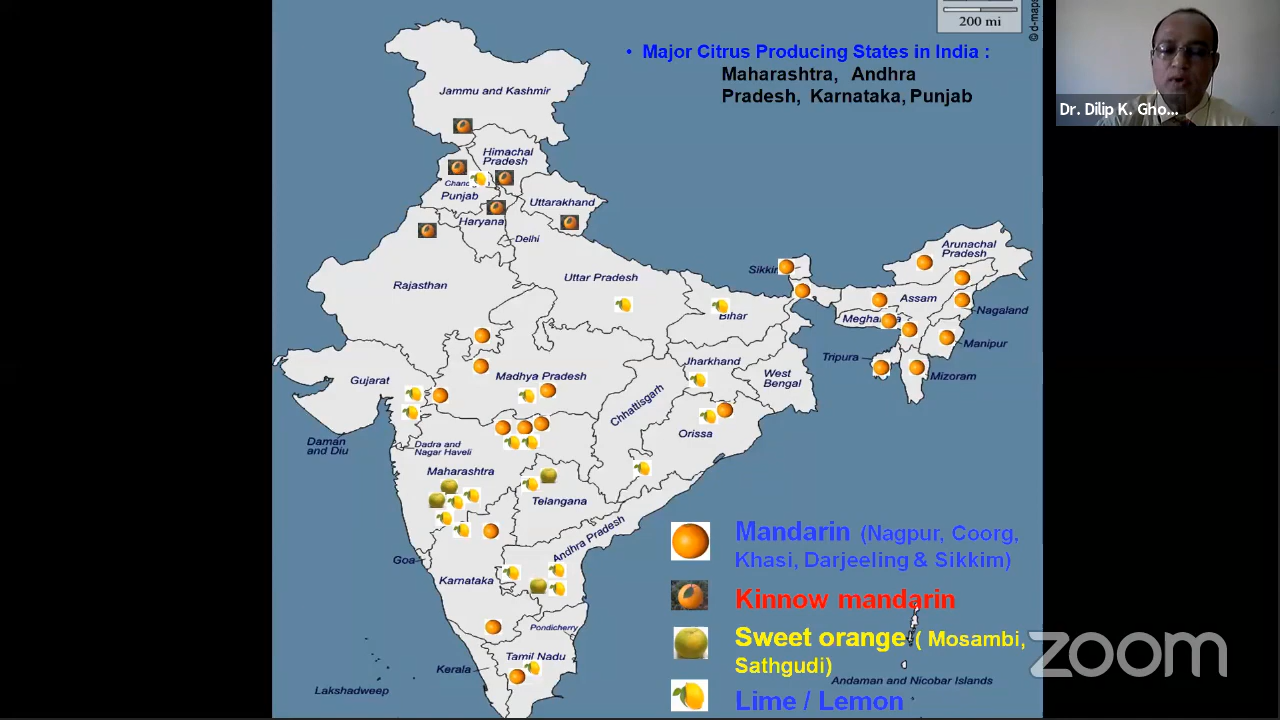 200 mi
© d-maps
• Major Citrus Producing States in India :
Maharashtra, Andhra
Pradesh, Karnataka, Punjab
Dr. Dilip K. Gho...
Jammu and Kashmir
Himachal
Pradesh
Punjab
Uttarakhand
Haryana
Delhi
Arunachal
Pradesh
Rajasthan
Uttar Pradesh
Assam
Nagaland
Bihar
Manipur
Tripura
Mizoram
Jharkhand
West
Bengal
Gujarat
Madhya Pradesh
Chhattisgarh
Orissa
Daman
and Diu
Dadra and
Nagar Haveli
Maharashtra
Telangana
Andhra Pradesh
Goa
Karnataka
Pondicherry
Tamil Nadu
Kerala
Lakshadweep
Andaman and Nicobar Islands
Mandarin (Nagpur, Coorg,
Khasi, Darjeeling & Sikkim)
Kinnow mandarin
Sweet orange ( Mosambi,
Sathgudi)
Lime / Lemon
zoom